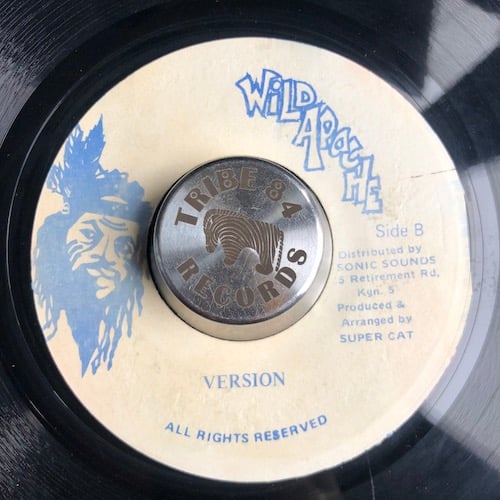 WILD
APACHE
TRIBE 84
RECORDS
Side B
Distributed by
SONIC SOUNDS
5 Retirement Rd,
Kgn. 5
Produced &
Arranged by
SUPER CAT
VERSION
ALL RIGHTS RESERVED